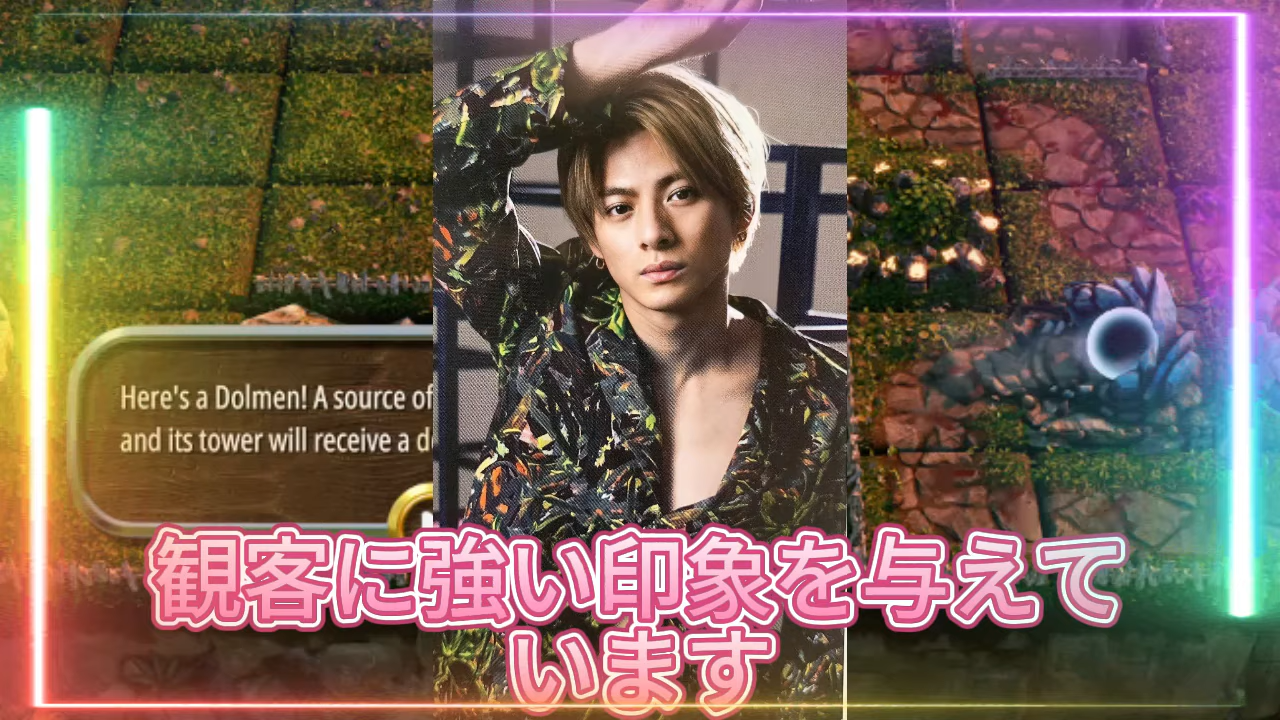 Here's a Dolmen! A source of
and its tower will receive a d
観客に強い印象を与えて
います